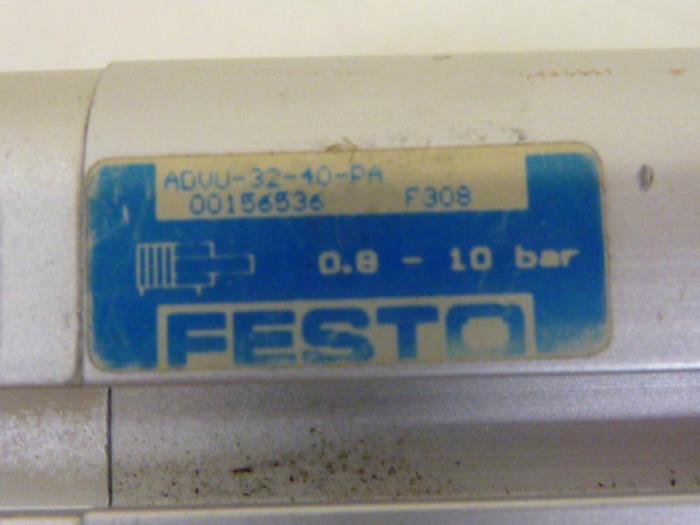 ADVU-32-40-PA
00156536 F308
0.8 - 10 bar
FESTO